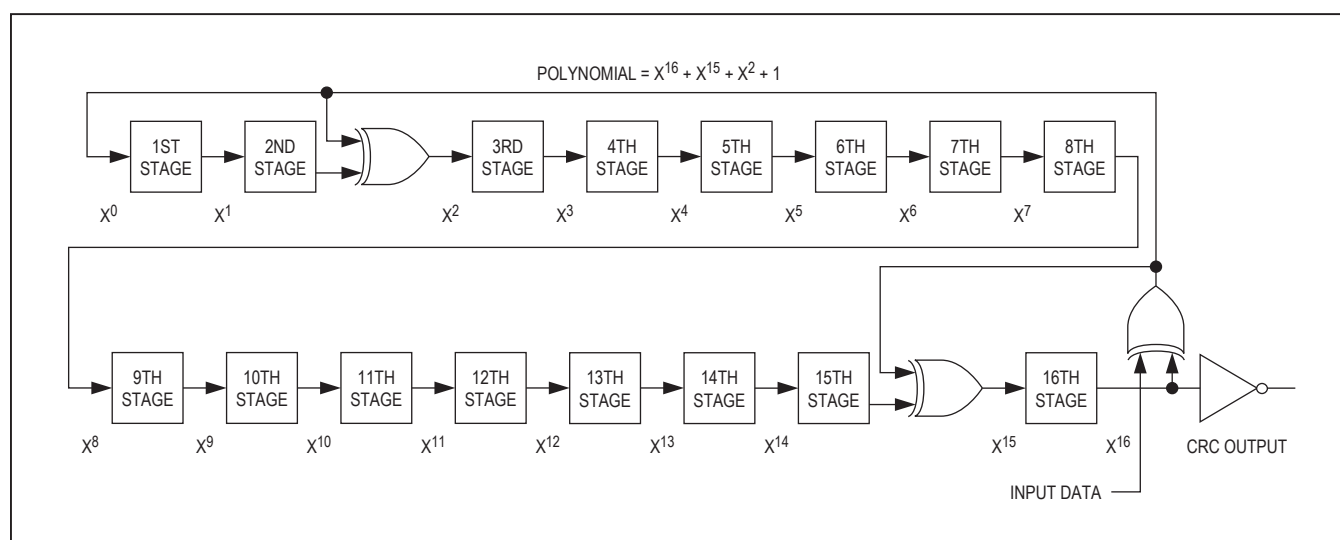 POLYNOMIAL = X¹⁶ + X¹⁵ + X² + 1
1ST
STAGE
2ND
STAGE
3RD
STAGE
4TH
STAGE
5TH
STAGE
6TH
STAGE
7TH
STAGE
8TH
STAGE
X⁰ X¹ X² X³ X⁴ X⁵ X⁶ X⁷
9TH
STAGE
10TH
STAGE
11TH
STAGE
12TH
STAGE
13TH
STAGE
14TH
STAGE
15TH
STAGE
16TH
STAGE
X⁸ X⁹ X¹⁰ X¹¹ X¹² X¹³ X¹⁴ X¹⁵ X¹⁶ CRC OUTPUT
INPUT DATA